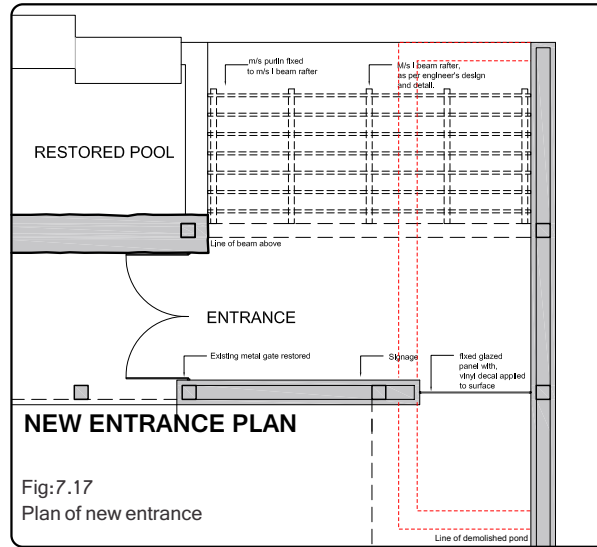 m/s purlin fixed
to m/s I beam rafter
M/s I beam rafter,
as per engineer's design
and detail.
RESTORED POOL
Line of beam above
ENTRANCE
Existing metal gate restored
Signage
fixed glazed
panel with,
vinyl decal applied
to surface
NEW ENTRANCE PLAN
Fig:7.17
Plan of new entrance
Line of demolished pond